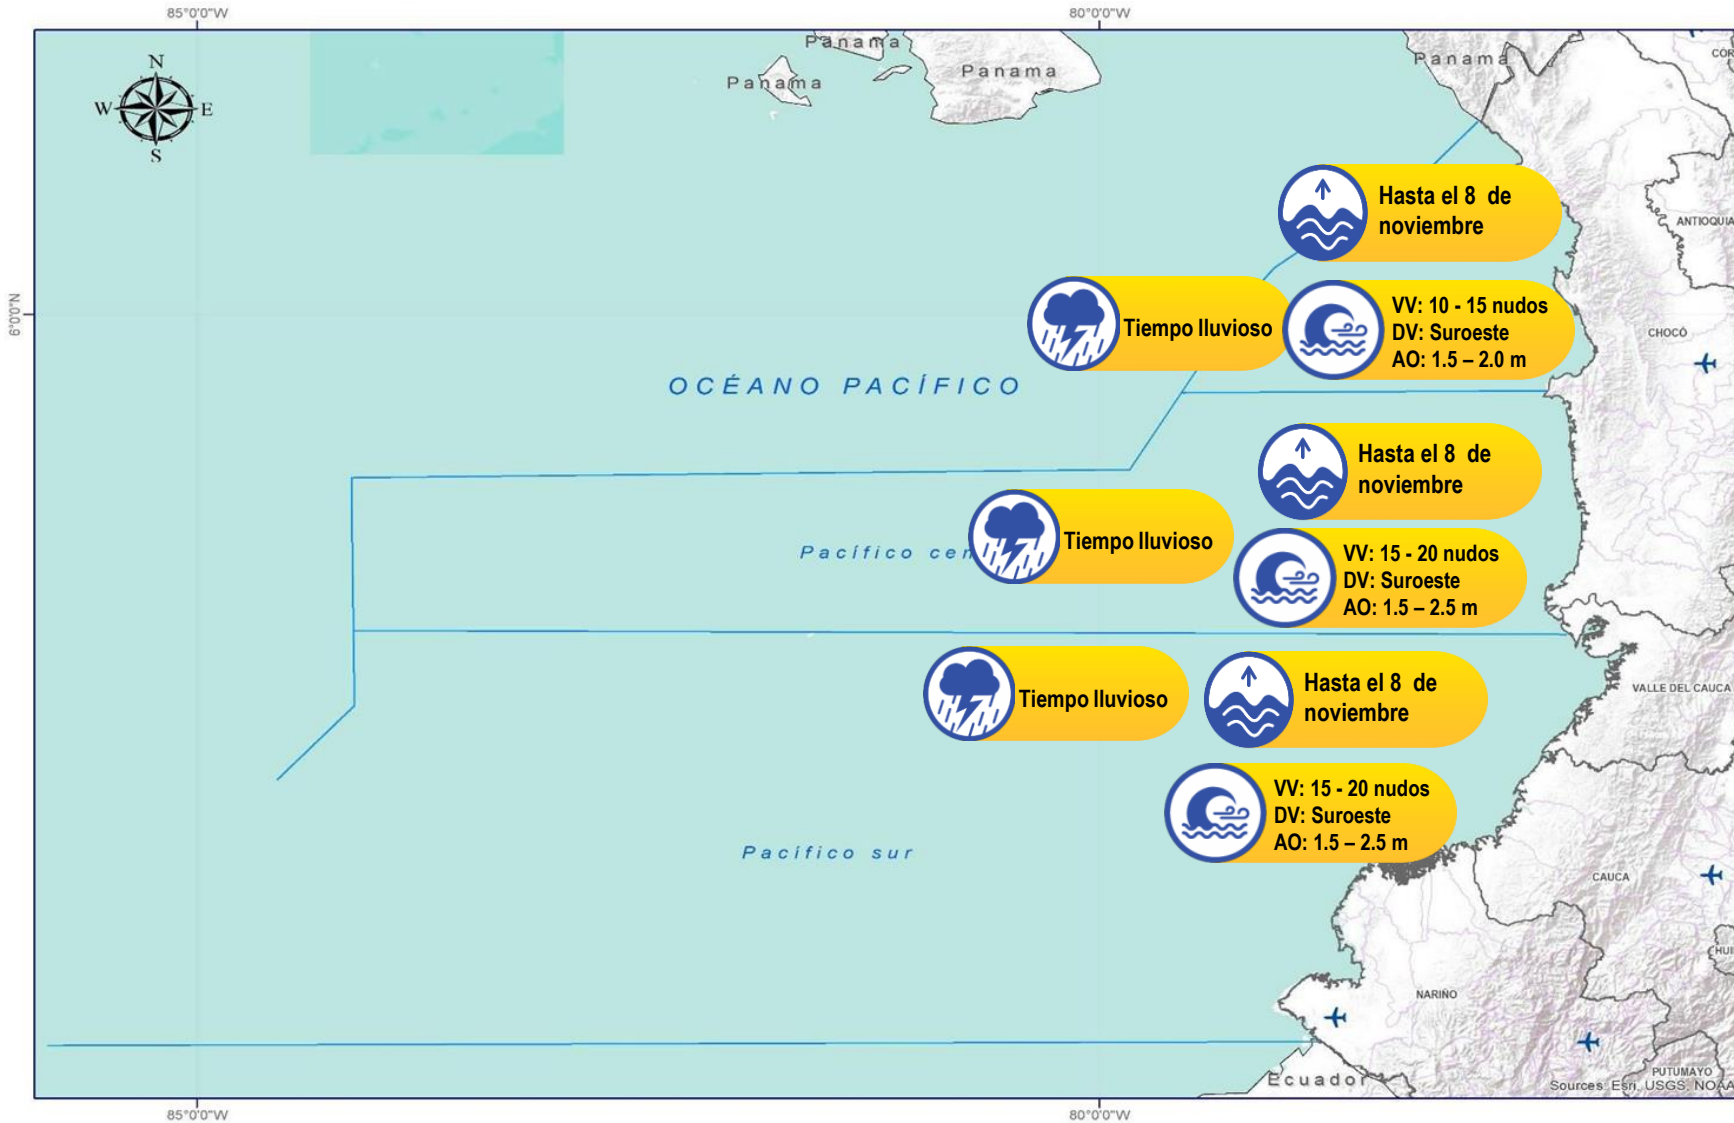 85°0'0"W
80°0'0"W
Panama
Panama
Panama
Panama
N
W
E
S
ANTIOQUIA
Hasta el 8 de
noviembre
6°0'0"N
Tiempo lluvioso
VV: 10 - 15 nudos
DV: Suroeste
AO: 1.5 – 2.0 m
CHOCÓ
OCÉANO PACÍFICO
Hasta el 8 de
noviembre
Pacífico cen
Tiempo lluvioso
VV: 15 - 20 nudos
DV: Suroeste
AO: 1.5 – 2.5 m
Tiempo lluvioso
Hasta el 8 de
noviembre
VALLE DEL CAUCA
VV: 15 - 20 nudos
DV: Suroeste
AO: 1.5 – 2.5 m
Pacífico sur
CAUCA
HUI
NARIÑO
PUTUMAYO
Ecuador
Sources: Esri, USGS, NOAA
85°0'0"W
80°0'0"W